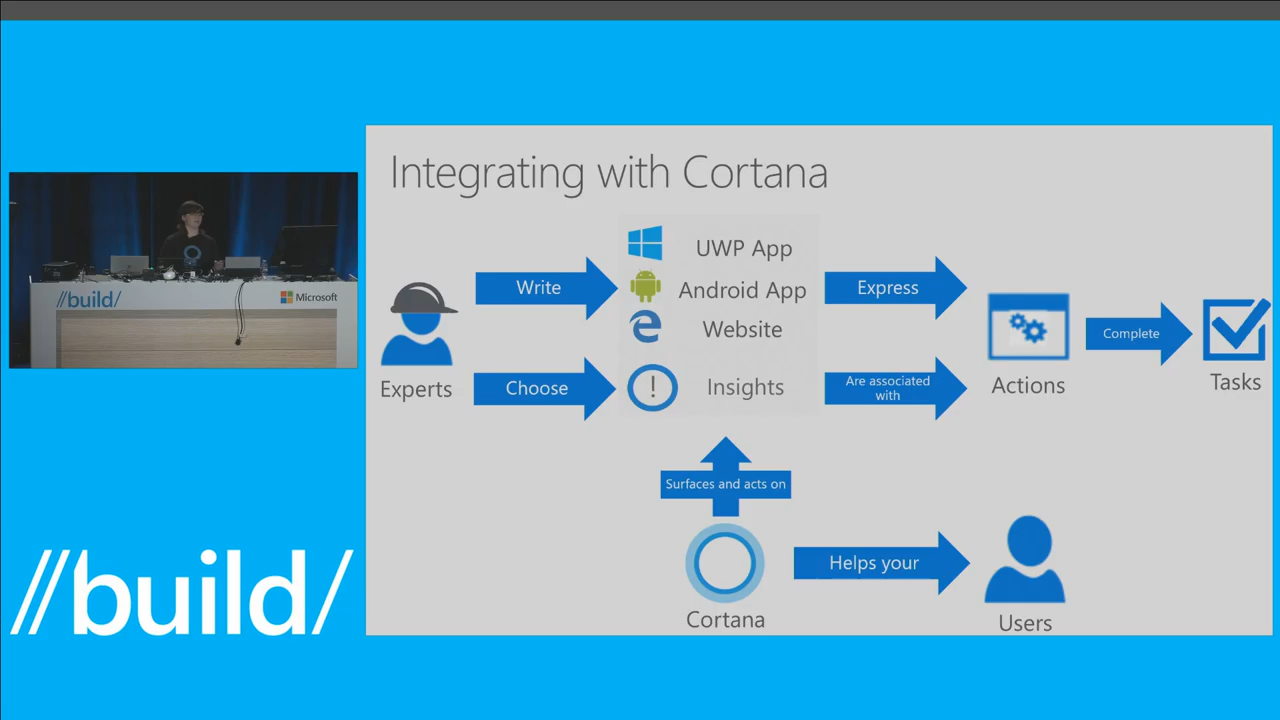 Integrating with Cortana
UWP App
Write
Android App
Express
Website
Complete
Experts
Choose
Insights
Are associated
with
Actions
Tasks
Surfaces and acts on
Helps your
Cortana
Users
//build/
Microsoft
//build/